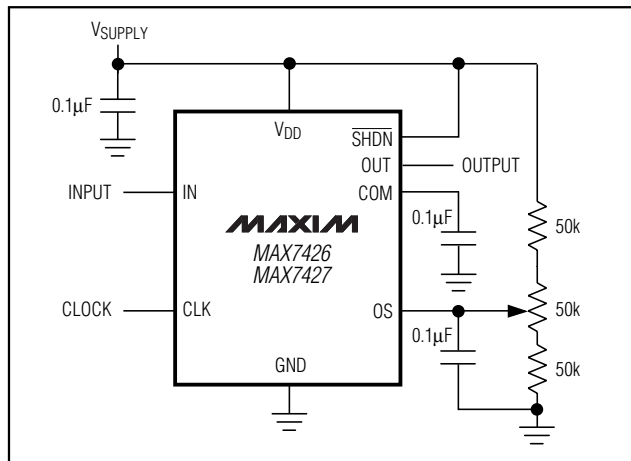 VSUPPLY
0.1µF
VDD
SHDN
OUT
OUTPUT
INPUT
IN
COM
MAXIM
MAX7426
MAX7427
0.1µF
50k
CLOCK
CLK
OS
50k
0.1µF
GND
50k